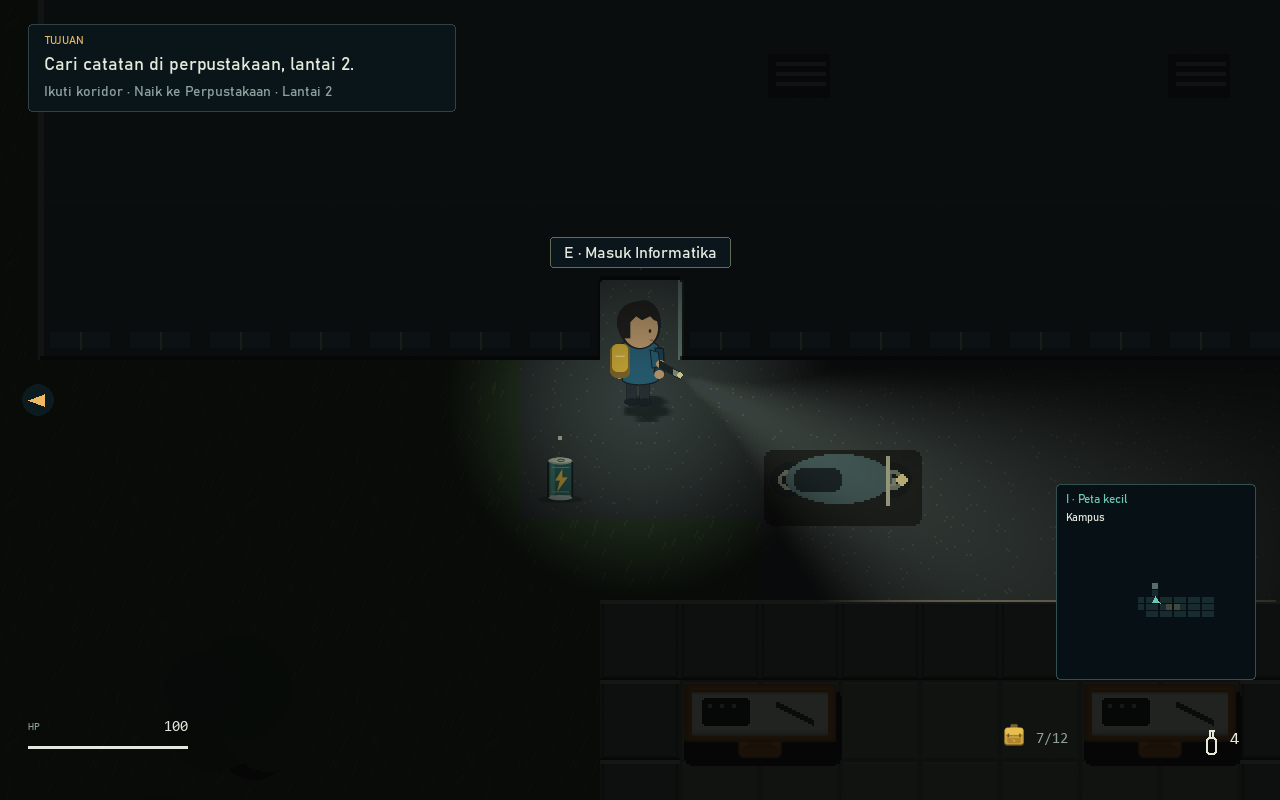 TUJUAN
Cari catatan di perpustakaan, lantai 2.
Ikuti koridor · Naik ke Perpustakaan · Lantai 2
E · Masuk Informatika
I · Peta kecil
Kampus
HP 100
7/12
4